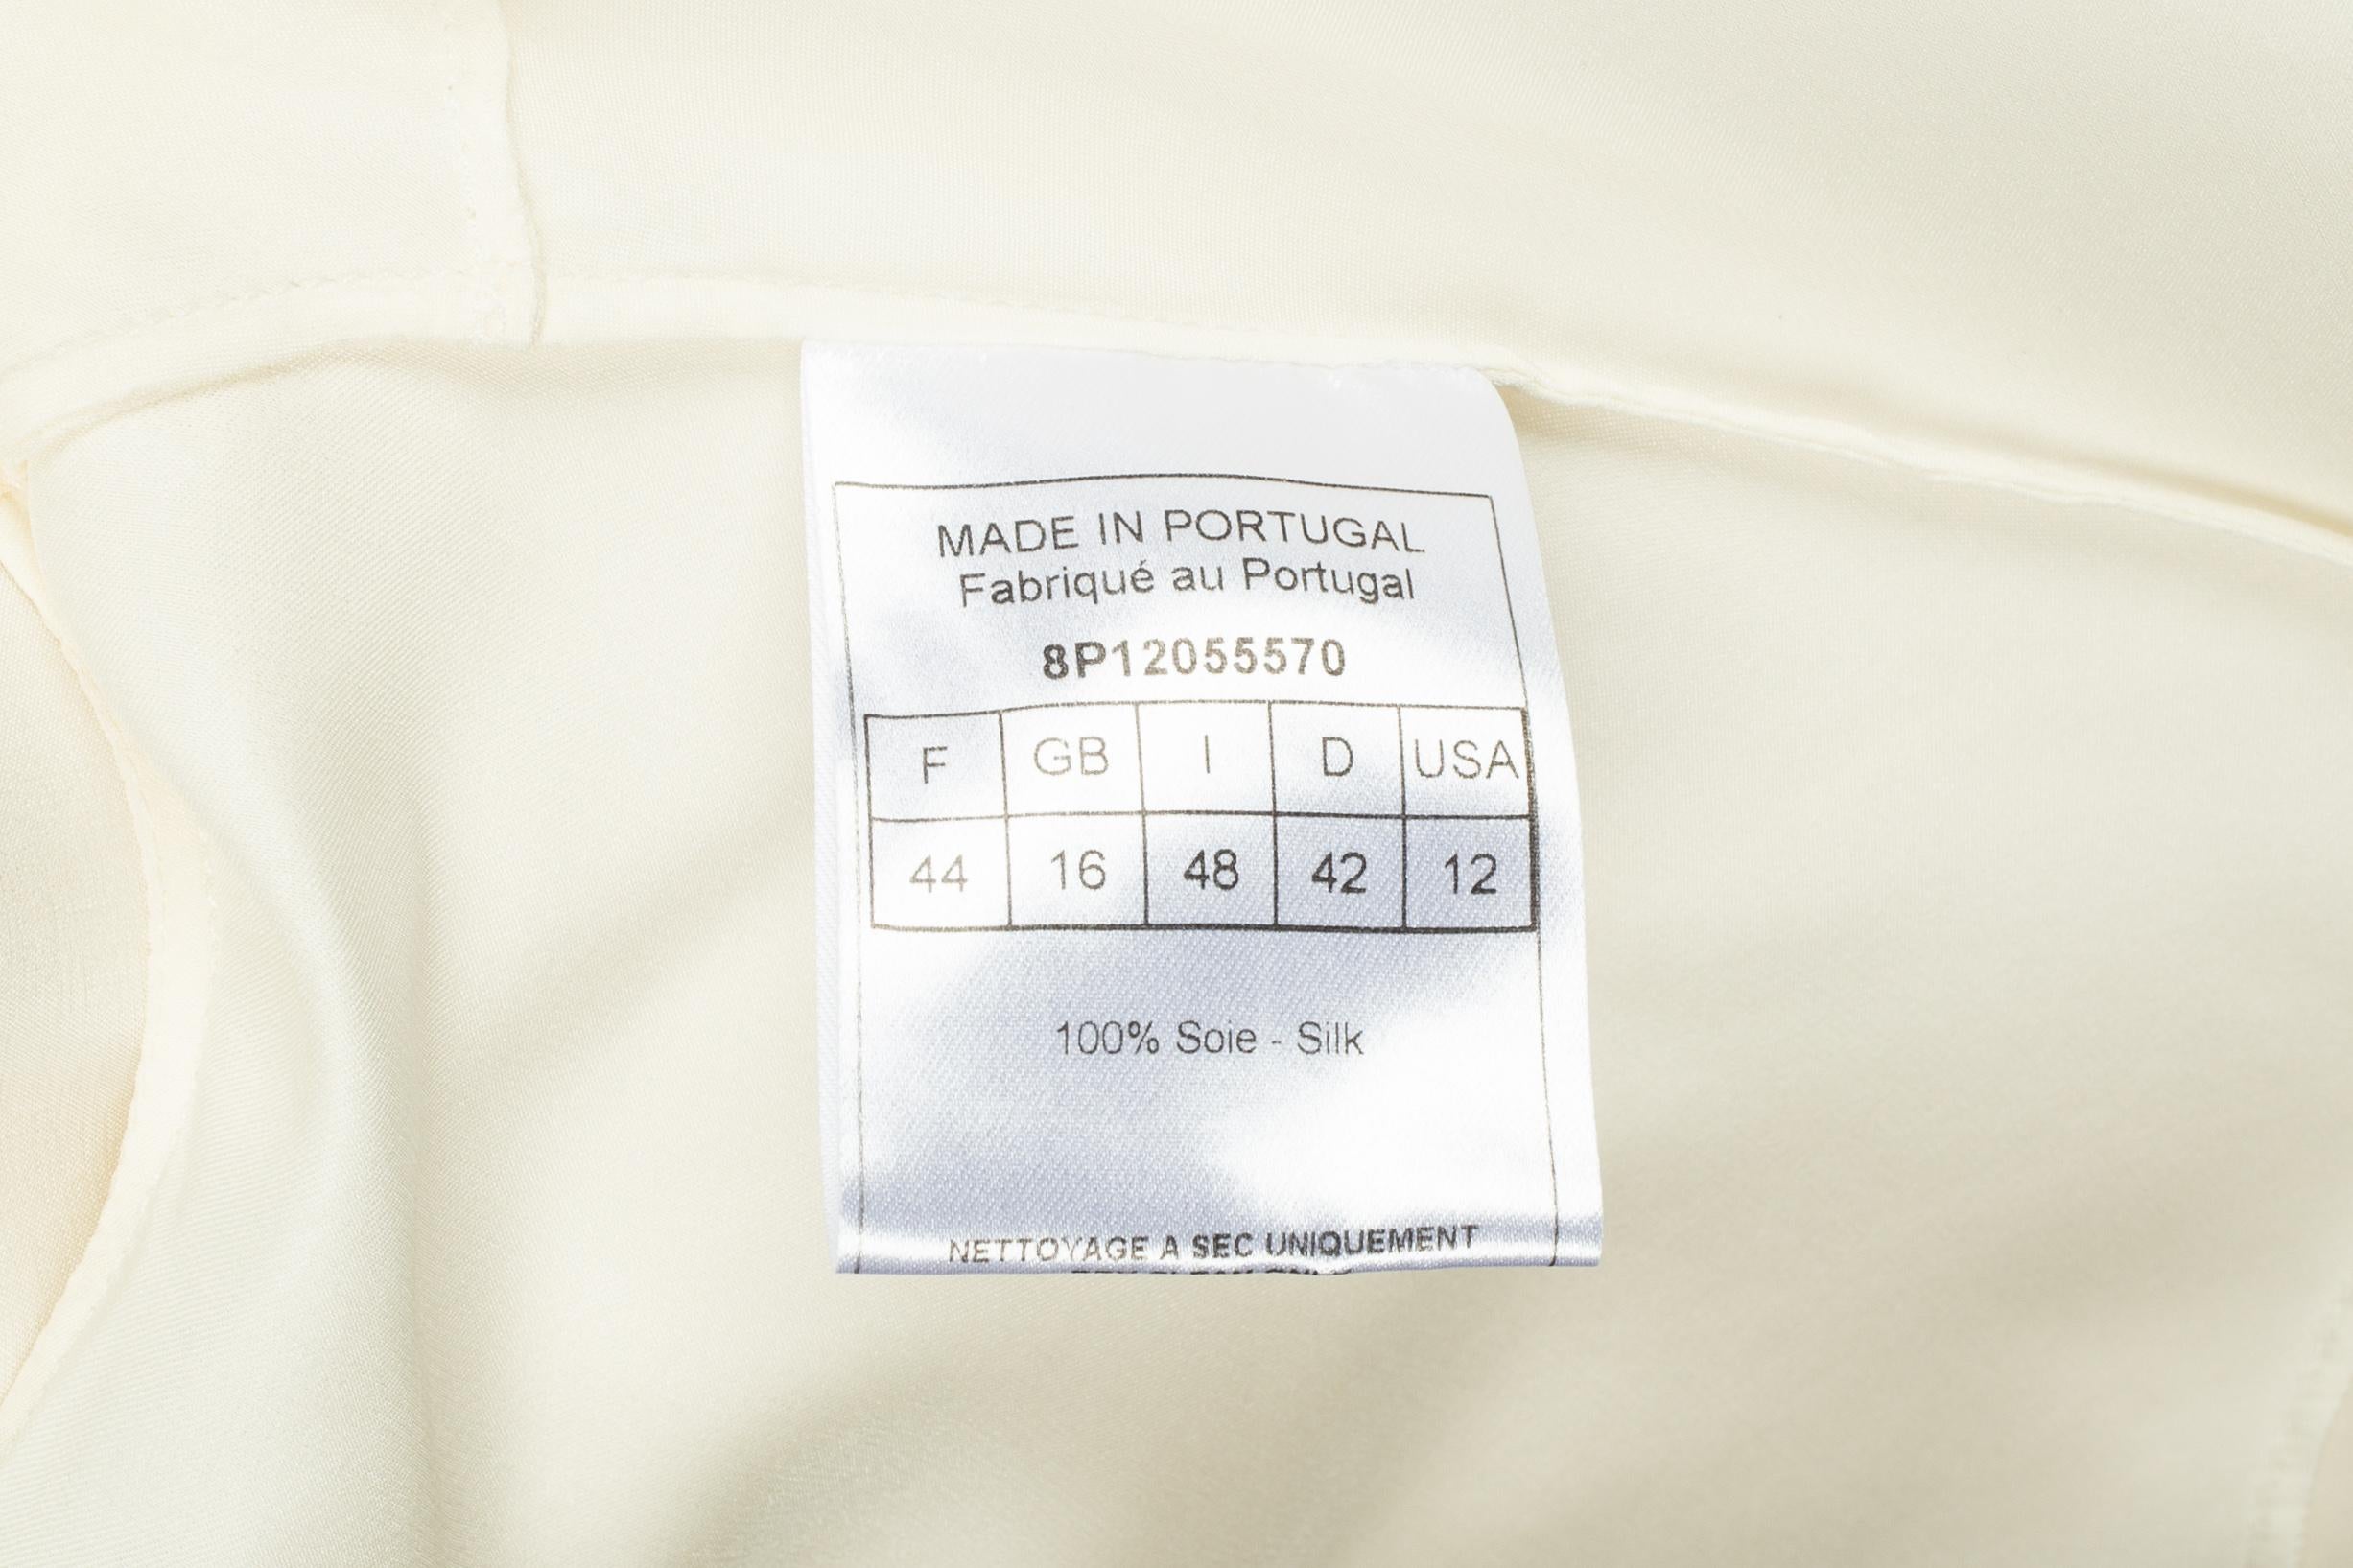 MADE IN PORTUGAL
Fabriqué au Portugal
8P12055570
F GB I D USA
44 16 48 42 12
100% Soie - Silk
NETTOYAGE A SEC UNIQUEMENT